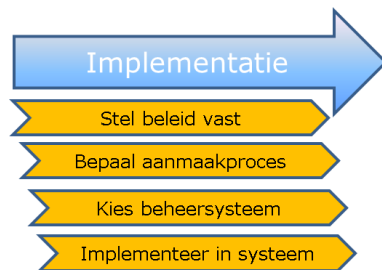 Implementatie
Stel beleid vast
Bepaal aanmaakproces
Kies beheersysteem
Implementeer in systeem